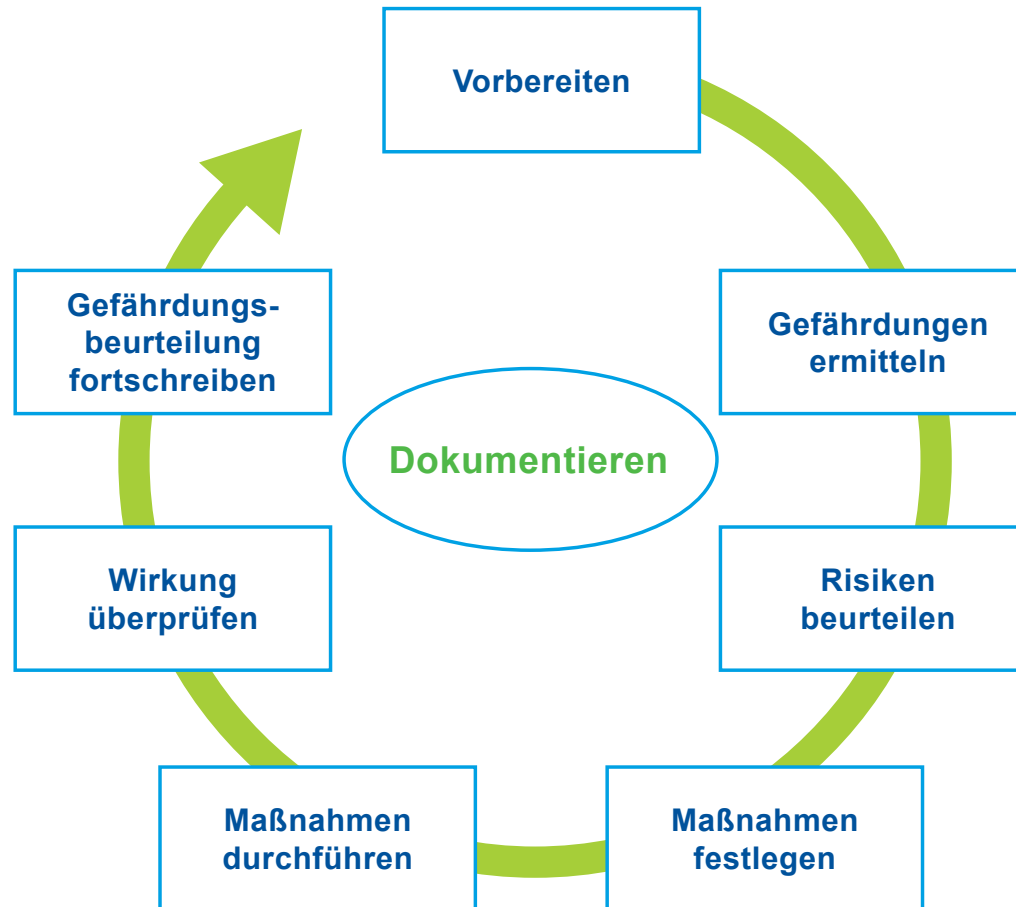 Vorbereiten
Gefährdungen
ermitteln
Risiken
beurteilen
Maßnahmen
festlegen
Maßnahmen
durchführen
Wirkung
überprüfen
Gefährdungs-
beurteilung
fortschreiben
Dokumentieren